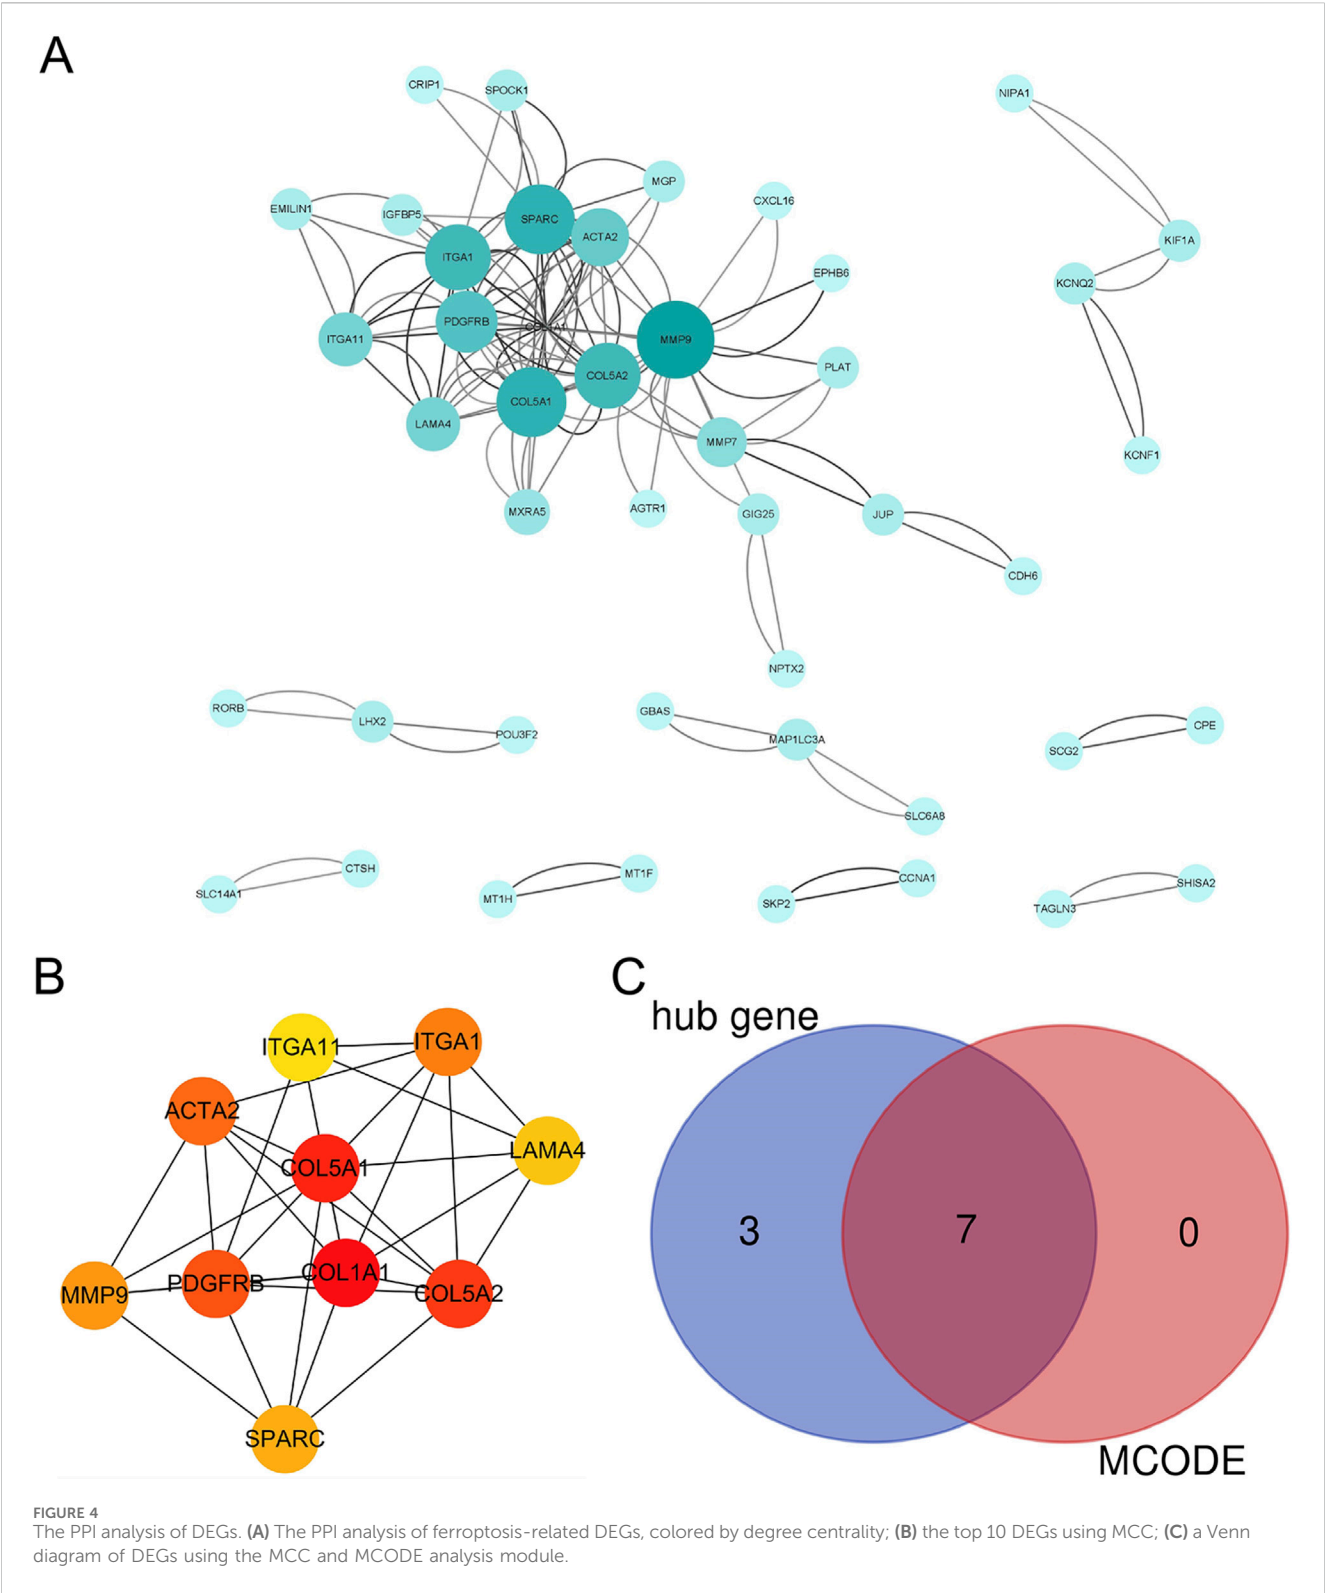 A
CRIP1
SPOCK1
NIPA1
MGP
CXCL16
EMILIN1
IGFBP5
SPARC
ACTA2
KIF1A
ITGA1
EPHB6
KCNQ2
PDGFRB
ITGA11
MMP9
PLAT
COL5A2
COL5A1
LAMA4
MMP7
KCNF1
MXRA5
AGTR1
GIG25
JUP
CDH6
NPTX2
RORB
LHX2
POU3F2
GBAS
MAP1LC3A
SCG2
CPE
SLC6A8
SLC14A1
CTSH
MT1H
MT1F
SKP2
CCNA1
TAGLN3
SHISA2
B
ITGA11
ITGA1
ACTA2
COL5A1
LAMA4
MMP9
PDGFRB
COL1A1
COL5A2
SPARC
C
hub gene
3
7
0
MCODE
FIGURE 4
The PPI analysis of DEGs. (A) The PPI analysis of ferroptosis-related DEGs, colored by degree centrality; (B) the top 10 DEGs using MCC; (C) a Venn
diagram of DEGs using the MCC and MCODE analysis module.